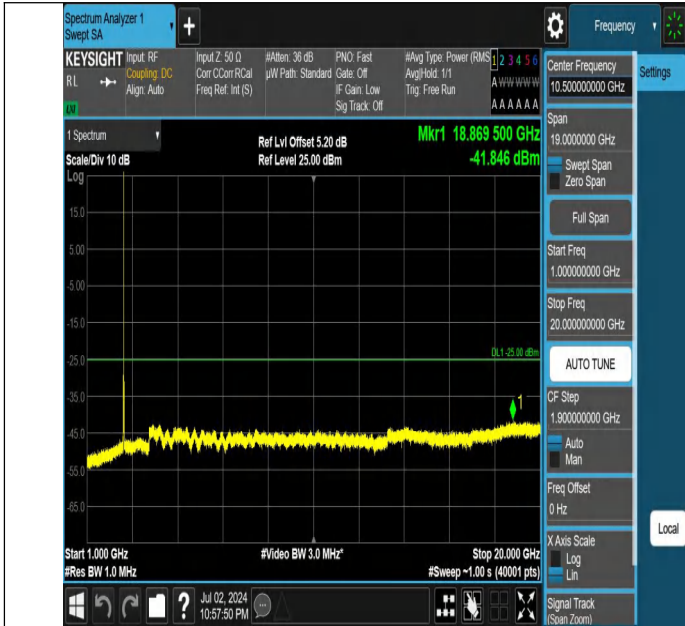 Spectrum Analyzer 1
Swept SA
+
Frequency
KEYSIGHT
RL
Input: RF
Coupling: DC
Align: Auto
Input Z: 50 Ω
Corr CCorr RCal
Freq Ref: Int (S)
#Atten: 36 dB
µW Path: Standard
PNO: Fast
Gate: Off
IF Gain: Low
Sig Track: Off
#Avg Type: Power (RMS
Avg|Hold: 1/1
Trig: Free Run
1 2 3 4 5 6
A W W W W W
A A A A A A
1 Spectrum
Scale/Div 10 dB
Ref Lvl Offset 5.20 dB
Ref Level 25.00 dBm
Mkr1 18.869 500 GHz
-41.846 dBm
Log
15.0
5.00
-5.00
-15.0
-25.0
-35.0
-45.0
-55.0
-65.0
DL1 -25.00 dBm
1
Start 1.000 GHz
#Res BW 1.0 MHz
#Video BW 3.0 MHz*
Stop 20.000 GHz
#Sweep ~1.00 s (40001 pts)
Center Frequency
10.500000000 GHz
Settings
Span
19.0000000 GHz
Swept Span
Zero Span
Full Span
Start Freq
1.000000000 GHz
Stop Freq
20.000000000 GHz
AUTO TUNE
CF Step
1.900000000 GHz
Auto
Man
Freq Offset
0 Hz
X Axis Scale
Log
Lin
Signal Track
(Span Zoom)
Local
?
Jul 02, 2024
10:57:50 PM